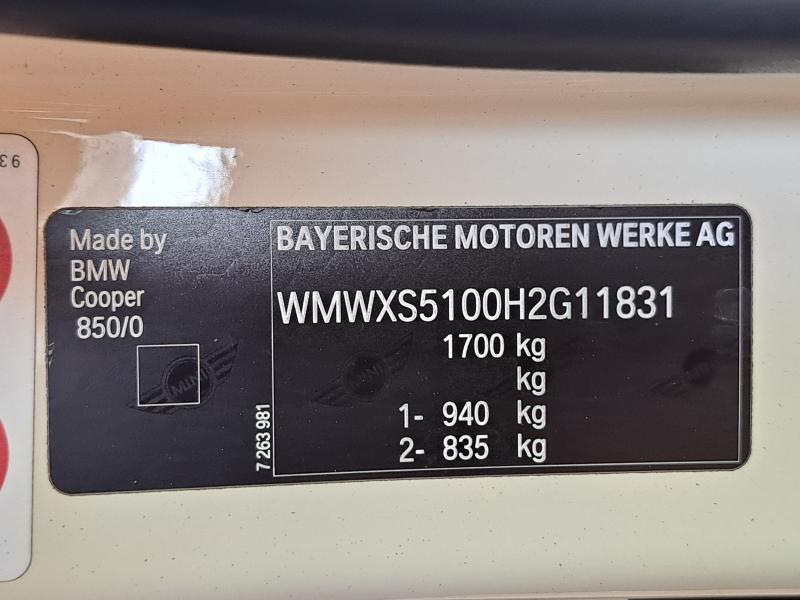 Made by
BMW
Cooper
850/0
MINI
7 263 981
BAYERISCHE MOTOREN WERKE AG
WMWXS5100H2G11831
1700 kg
kg
1- 940 kg
2- 835 kg